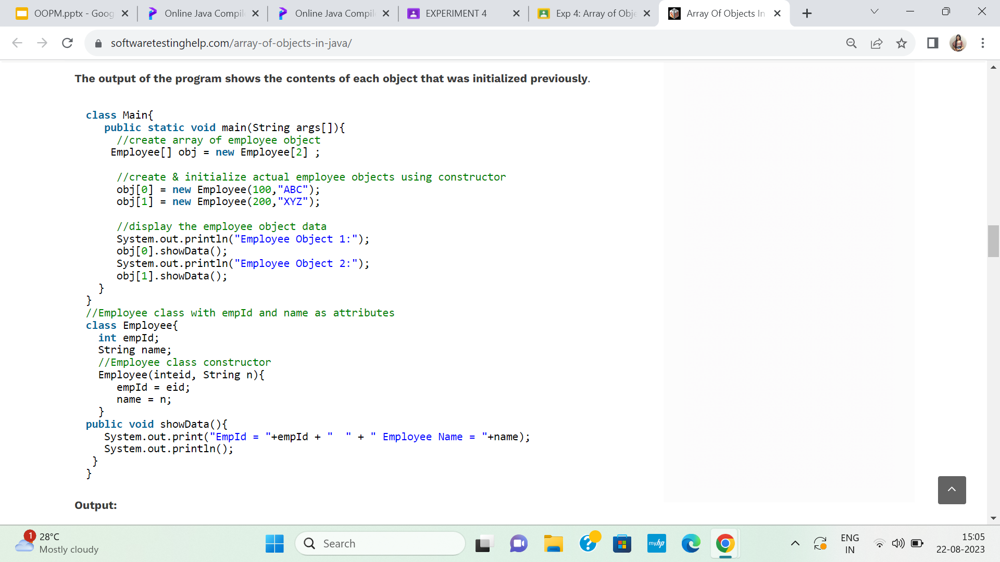 OOPM.pptx - Goog
Online Java Compil
Online Java Compil
EXPERIMENT 4
Exp 4: Array of Obje
Array Of Objects In
softwaretestinghelp.com/array-of-objects-in-java/
The output of the program shows the contents of each object that was initialized previously.
class Main{
public static void main(String args[]){
//create array of employee object
Employee[] obj = new Employee[2] ;
//create & initialize actual employee objects using constructor
obj[0] = new Employee(100,"ABC");
obj[1] = new Employee(200,"XYZ");
//display the employee object data
System.out.println("Employee Object 1:");
obj[0].showData();
System.out.println("Employee Object 2:");
obj[1].showData();
}
}
//Employee class with empId and name as attributes
class Employee{
int empId;
String name;
//Employee class constructor
Employee(inteid, String n){
empId = eid;
name = n;
}
public void showData(){
System.out.print("EmpId = "+empId + "  " + " Employee Name = "+name);
System.out.println();
}
}
Output:
1
28°C
Mostly cloudy
Search
myhp
ENG
IN
15:05
22-08-2023